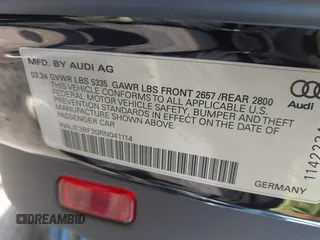 MFD. BY AUDI AG
03.24 GVWR LBS 5335 GAWR LBS FRONT 2657 /REAR 2800
THIS VEHICLE CONFORMS TO ALL APPLICABLE U.S.
FEDERAL MOTOR VEHICLE SAFETY, BUMPER AND THEFT
PREVENTION STANDARDS IN EFFECT ON THE DATE OF
MANUFACTURE SHOWN ABOVE.
PASSENGER CAR
Audi
GERMANY
DREAMBID